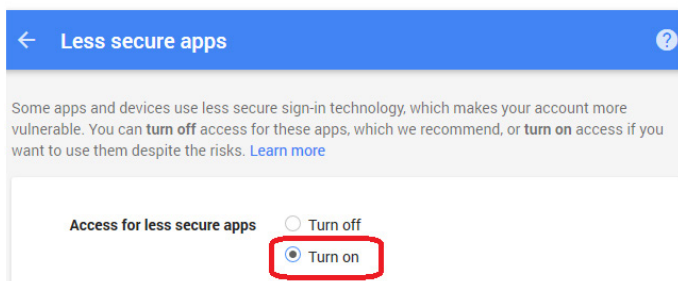 Less secure apps
Some apps and devices use less secure sign-in technology, which makes your account more
vulnerable. You can turn off access for these apps, which we recommend, or turn on access if you
want to use them despite the risks. Learn more
Access for less secure apps
Turn off
Turn on